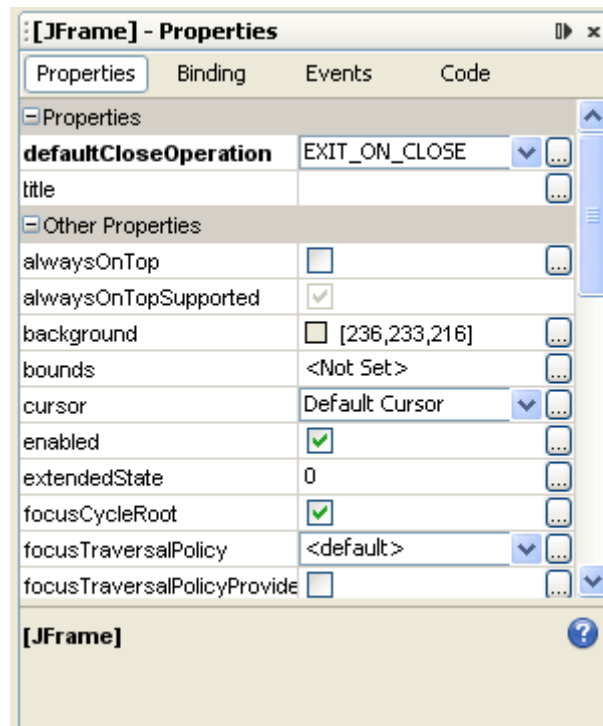 [JFrame] - Properties
Properties Binding Events Code
Properties
defaultCloseOperation EXIT_ON_CLOSE ...
title ...
Other Properties
alwaysOnTop ...
alwaysOnTopSupported
background [236,233,216] ...
bounds <Not Set> ...
cursor Default Cursor ...
enabled ...
extendedState 0 ...
focusCycleRoot ...
focusTraversalPolicy <default> ...
focusTraversalPolicyProvide ...
[JFrame] ?